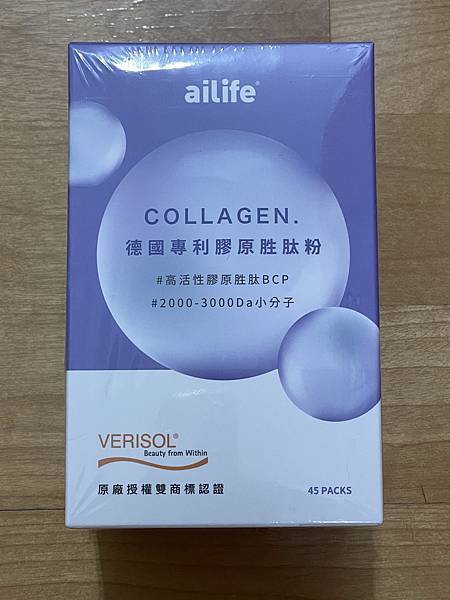 ailife®
COLLAGEN.
德國專利膠原胜肽粉
#高活性膠原胜肽BCP
#2000-3000Da小分子
VERISOL®
Beauty from Within
原廠授權雙商標認證
45 PACKS